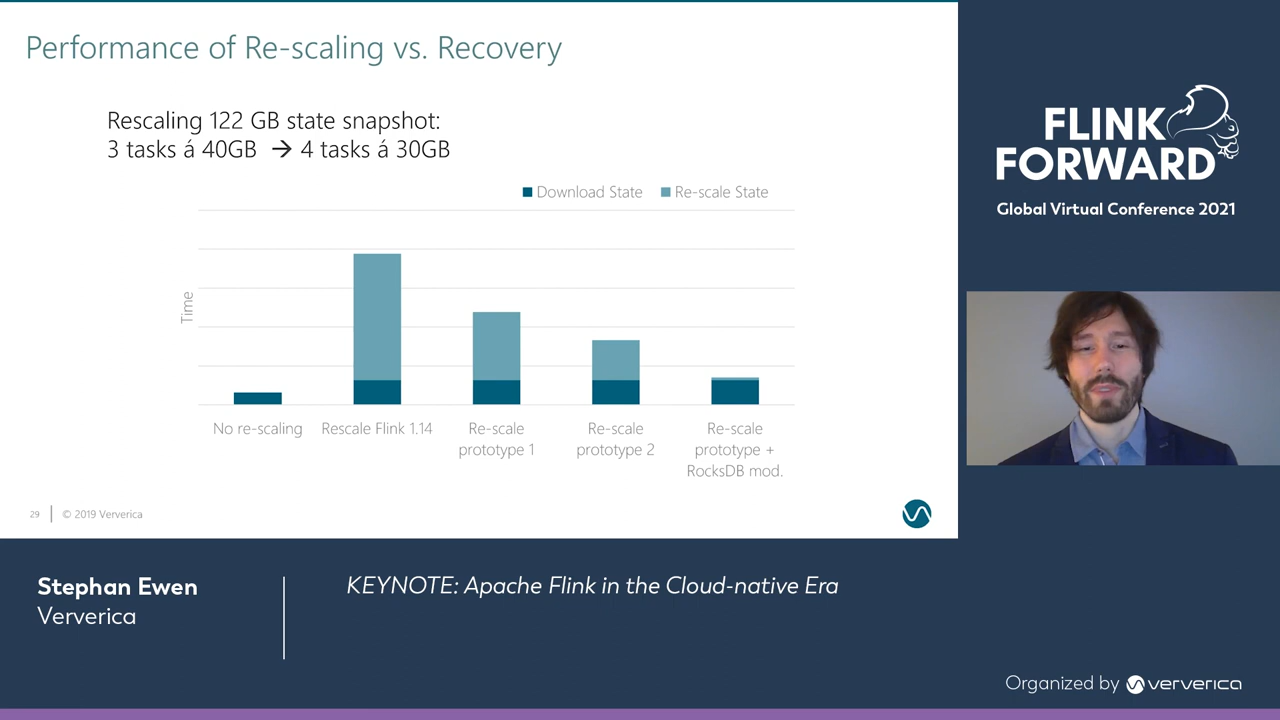 Performance of Re-scaling vs. Recovery
Rescaling 122 GB state snapshot:
3 tasks á 40GB → 4 tasks á 30GB
Download State
Re-scale State
Time
No re-scaling
Rescale Flink 1.14
Re-scale
prototype 1
Re-scale
prototype 2
Re-scale
prototype +
RocksDB mod.
29
© 2019 Ververica
FLINK
FORWARD
Global Virtual Conference 2021
Stephan Ewen
Ververica
KEYNOTE: Apache Flink in the Cloud-native Era
Organized by ververica